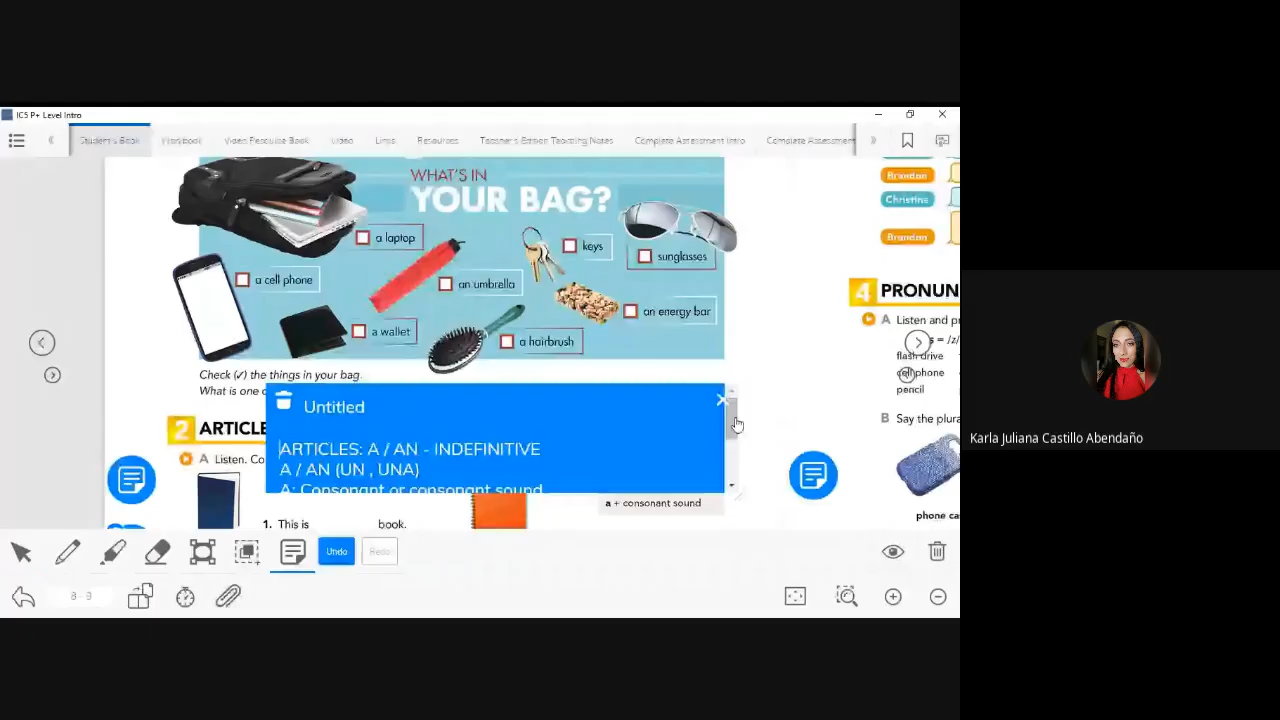 IC5 P+ Level Intro
Student's Book
Workbook
Video Resource Book
Video
Links
Resources
Teacher's Edition Teaching Notes
Complete Assessment Intro
Complete Assessment
WHAT'S IN
YOUR BAG?
a laptop
keys
sunglasses
a cell phone
an umbrella
an energy bar
a wallet
a hairbrush
Check (✓) the things in your bag.
What is one
Untitled
ARTICLES: A / AN - INDEFINITIVE
A / AN (UN , UNA)
A: Consonant or consonant sound
2 ARTICLE
A Listen. Co
1. This is book.
a + consonant sound
Brandon
Christine
Brandon
4 PRONUN
A Listen and p
s = /z/
flash drive
cell phone
pencil
B Say the plura
phone ca
Karla Juliana Castillo Abendaño
Undo
Redo
8 - 9